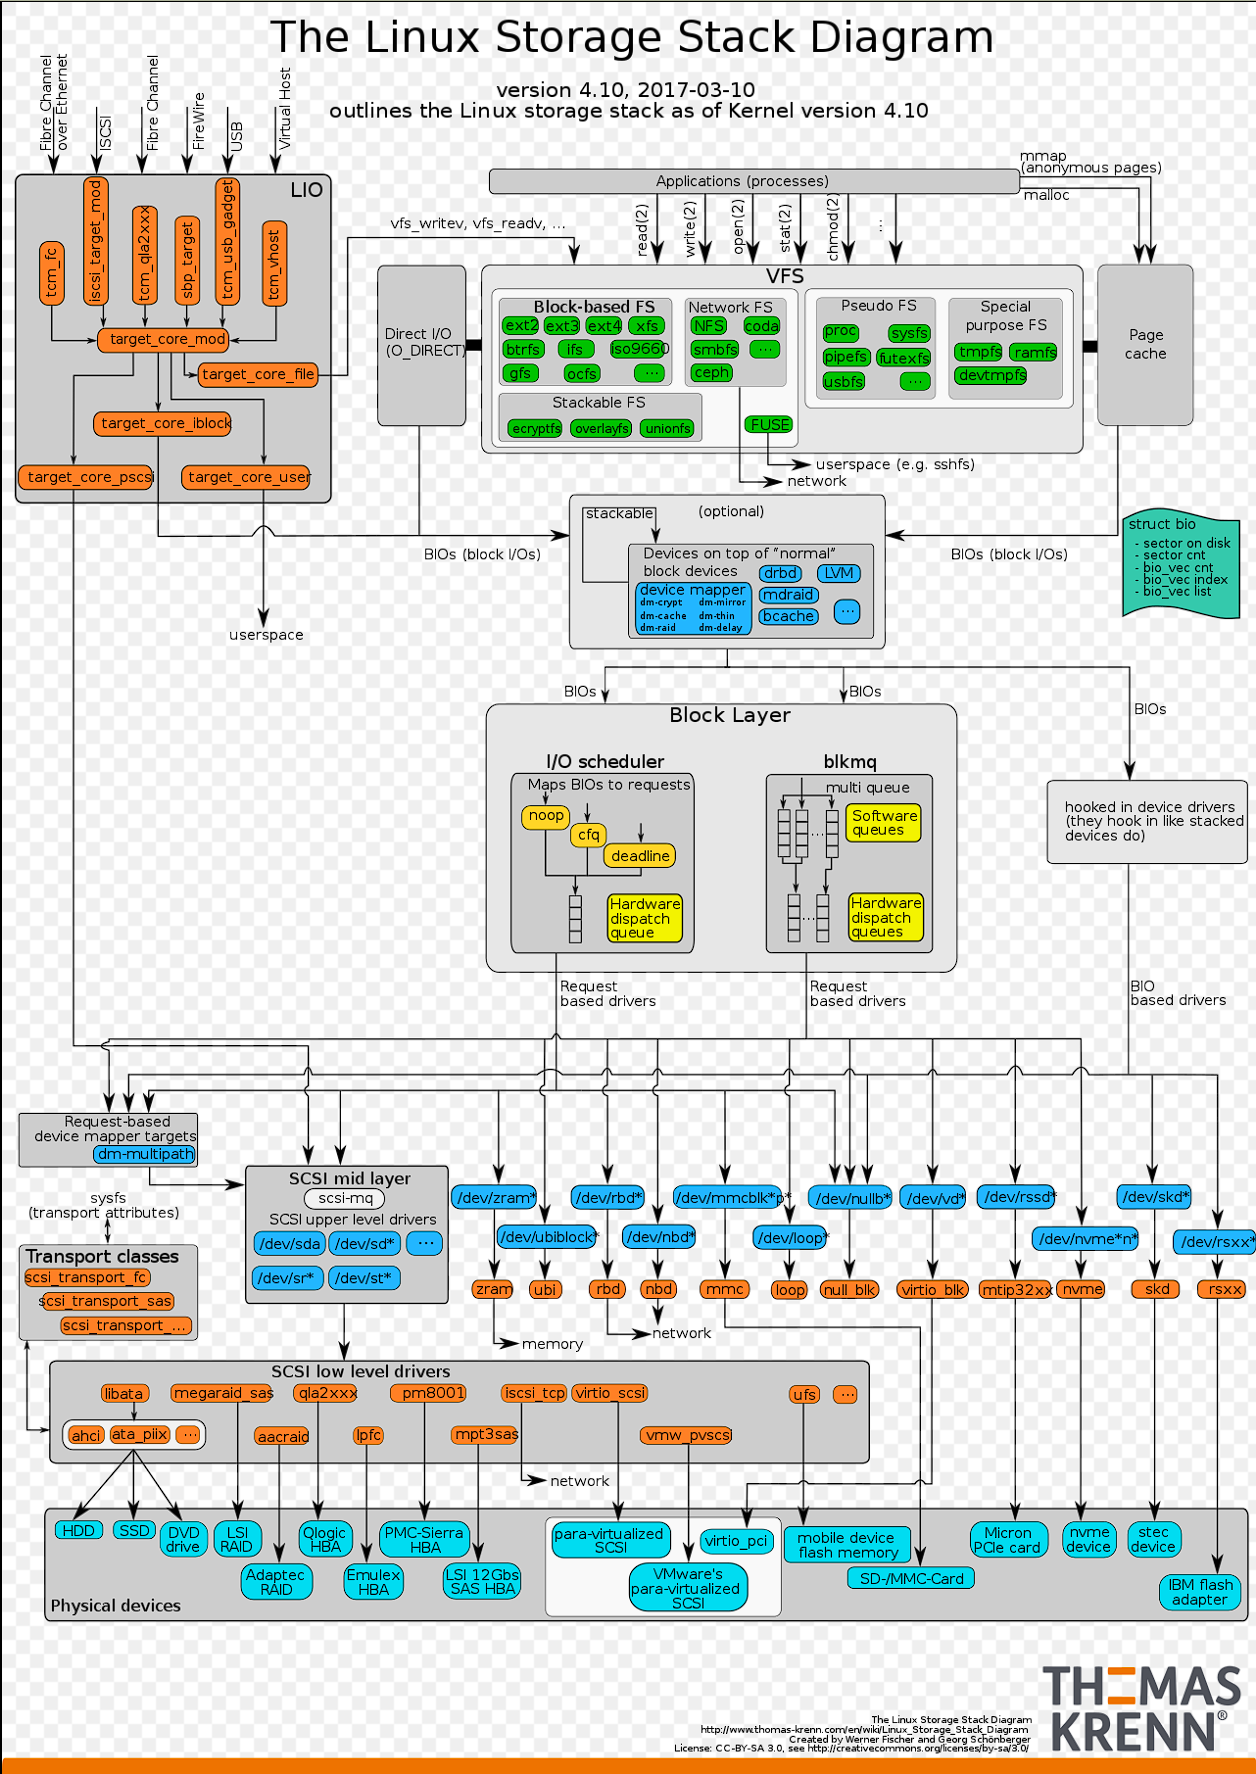 The Linux Storage Stack Diagram
version 4.10, 2017-03-10
outlines the Linux storage stack as of Kernel version 4.10
Fibre Channel
over Ethernet
ISCSI
Fibre Channel
FireWire
USB
Virtual Host
LIO
tcm_fc
iscsi_target_mod
tcm_qla2xxx
sbp_target
tcm_usb_gadget
tcm_vhost
target_core_mod
target_core_file
target_core_iblock
target_core_pscsi
target_core_user
userspace
Applications (processes)
mmap
(anonymous pages)
malloc
vfs_writev, vfs_readv, ...
read(2)
write(2)
open(2)
stat(2)
chmod(2)
...
Direct I/O
(O_DIRECT)
VFS
Block-based FS
ext2 ext3 ext4 xfs
btrfs ifs iso9660
gfs ocfs ...
Network FS
NFS coda
smbfs ...
ceph
Stackable FS
ecryptfs overlayfs unionfs
FUSE
Pseudo FS
proc sysfs
pipefs futexfs
usbfs ...
Special
purpose FS
tmpfs ramfs
devtmpfs
Page
cache
userspace (e.g. sshfs)
network
stackable
(optional)
BIOs (block I/Os)
BIOs (block I/Os)
Devices on top of “normal”
block devices
drbd LVM
device mapper
dm-crypt dm-mirror
dm-cache dm-thin
dm-raid dm-delay
mdraid
bcache
...
struct bio
- sector on disk
- sector cnt
- bio_vec cnt
- bio_vec index
- bio_vec list
BIOs
BIOs
BIOs
Block Layer
I/O scheduler
Maps BIOs to requests
noop
cfq
deadline
Hardware
dispatch
queue
blkmq
multi queue
Software
queues
...
Hardware
dispatch
queues
...
hooked in device drivers
(they hook in like stacked
devices do)
Request
based drivers
Request
based drivers
BIO
based drivers
Request-based
device mapper targets
dm-multipath
sysfs
(transport attributes)
Transport classes
scsi_transport_fc
scsi_transport_sas
scsi_transport_...
SCSI mid layer
scsi-mq
SCSI upper level drivers
/dev/sda /dev/sd* ...
/dev/sr* /dev/st*
/dev/zram* /dev/rbd* /dev/mmcblk*p* /dev/nullb* /dev/vd* /dev/rssd* /dev/skd*
/dev/ubiblock* /dev/nbd* /dev/loop* /dev/nvme*n* /dev/rsxx*
zram ubi rbd nbd mmc loop null_blk virtio_blk mtip32xx nvme skd rsxx
memory
network
SCSI low level drivers
libata megaraid_sas qla2xxx pm8001 iscsi_tcp virtio_scsi ufs ...
ahci ata_piix ... aacraid lpfc mpt3sas vmw_pvscsi
network
HDD SSD DVD
drive
LSI
RAID
Qlogic
HBA
PMC-Sierra
HBA
para-virtualized
SCSI
virtio_pci
mobile device
flash memory
Micron
PCIe card
nvme
device
stec
device
Adaptec
RAID
Emulex
HBA
LSI 12Gbs
SAS HBA
VMware's
para-virtualized
SCSI
SD-/MMC-Card
IBM flash
adapter
Physical devices
THOMAS
KRENN®
The Linux Storage Stack Diagram
http://www.thomas-krenn.com/en/wiki/Linux_Storage_Stack_Diagram
Created by Werner Fischer and Georg Schönberger
License: CC-BY-SA 3.0, see http://creativecommons.org/licenses/by-sa/3.0/